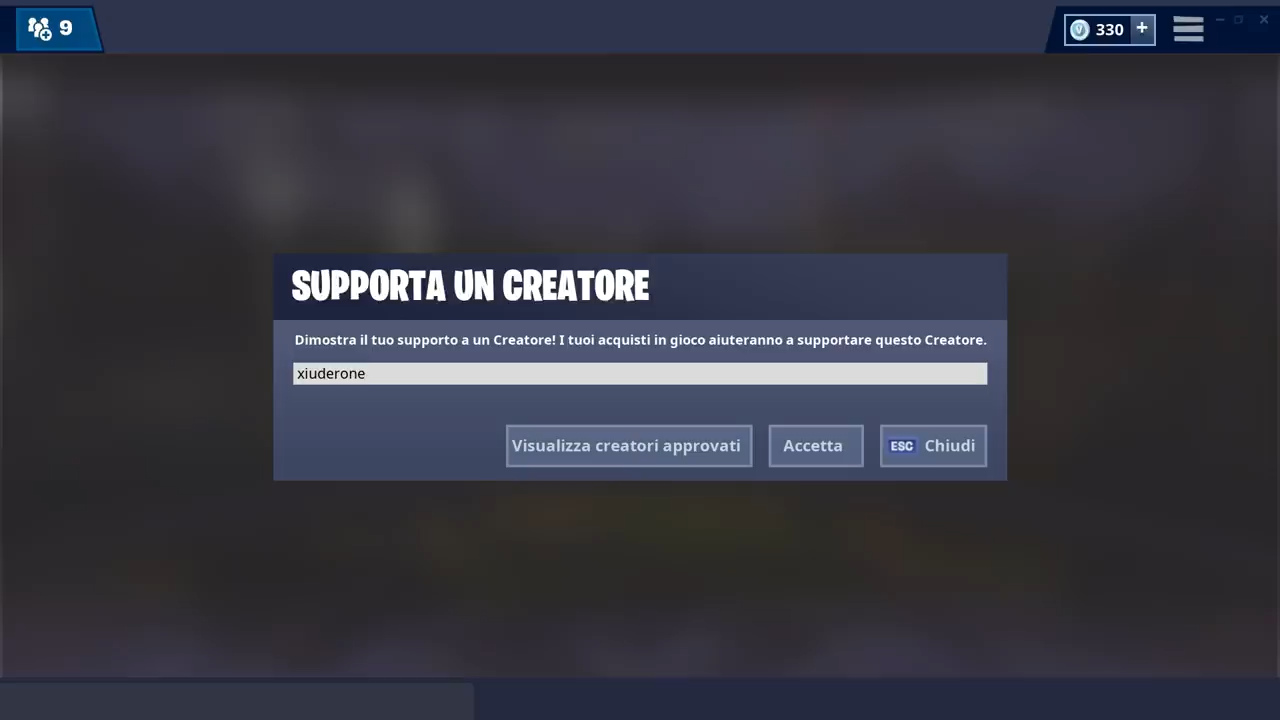 9
330 +
SUPPORTA UN CREATORE
Dimostra il tuo supporto a un Creatore! I tuoi acquisti in gioco aiuteranno a supportare questo Creatore.
xiuderone
Visualizza creatori approvati Accetta ESC Chiudi